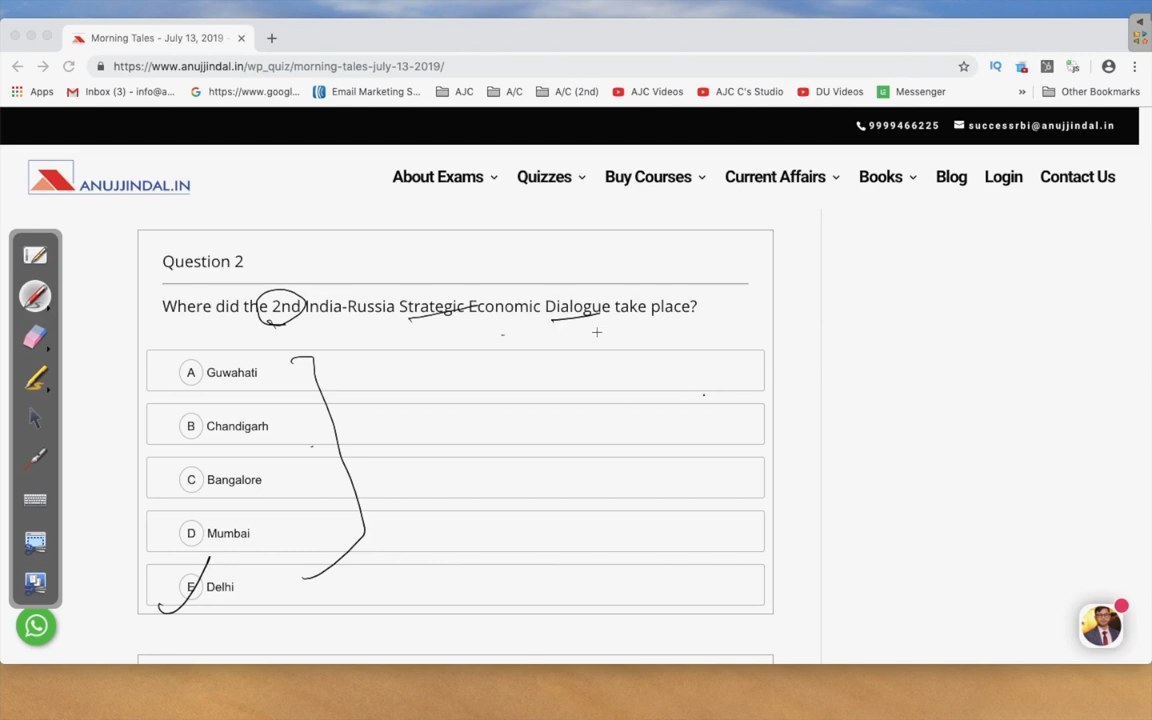 Morning Tales - July 13, 2019 -
https://www.anujjindal.in/wp_quiz/morning-tales-july-13-2019/
IQ
Apps Inbox (3) - info@a... https://www.googl... Email Marketing S... AJC A/C A/C (2nd) AJC Videos AJC C's Studio DU Videos Messenger » Other Bookmarks
9999466225 successrbi@anujjindal.in
ANUJJINDAL.IN
About Exams Quizzes Buy Courses Current Affairs Books Blog Login Contact Us
Question 2
Where did the 2nd India-Russia Strategic Economic Dialogue take place?
A Guwahati
B Chandigarh
C Bangalore
D Mumbai
E Delhi